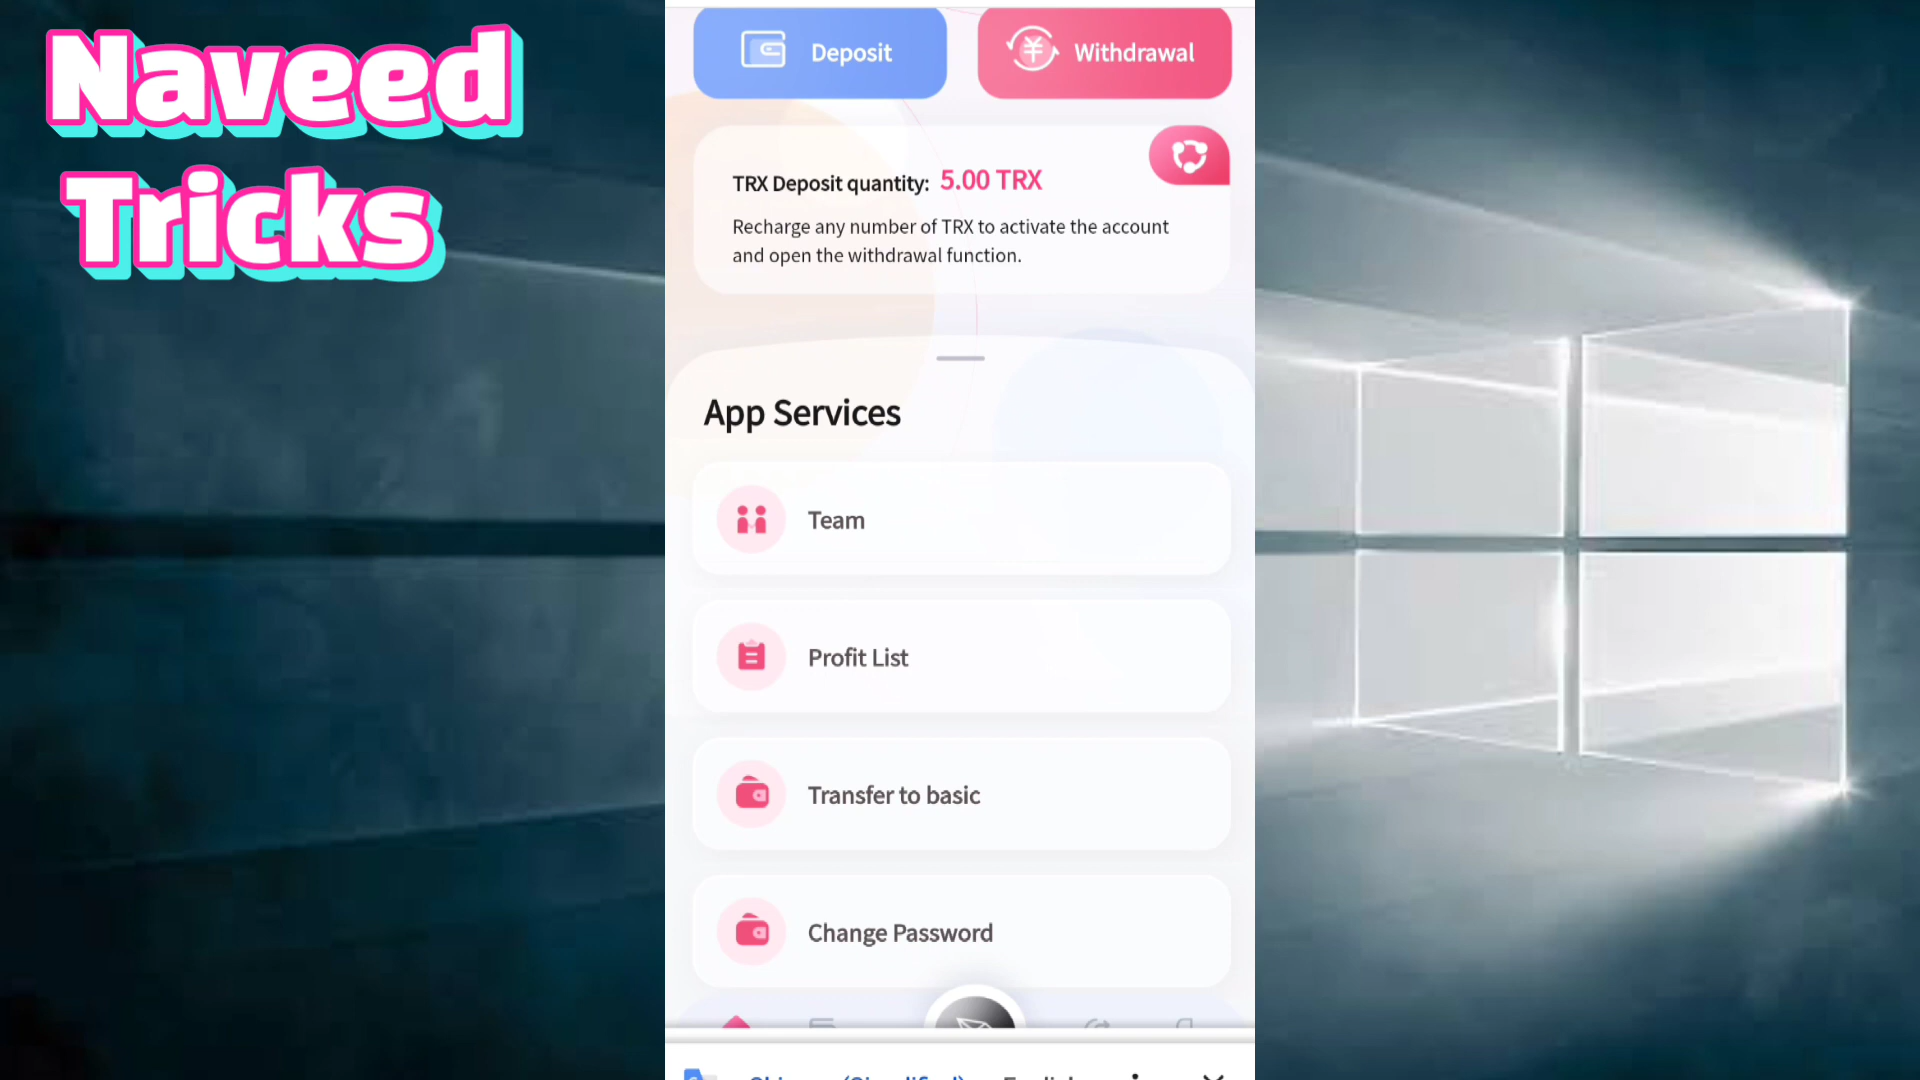 Naveed
Tricks
Deposit
Withdrawal
TRX Deposit quantity: 5.00 TRX
Recharge any number of TRX to activate the account
and open the withdrawal function.
App Services
Team
Profit List
Transfer to basic
Change Password